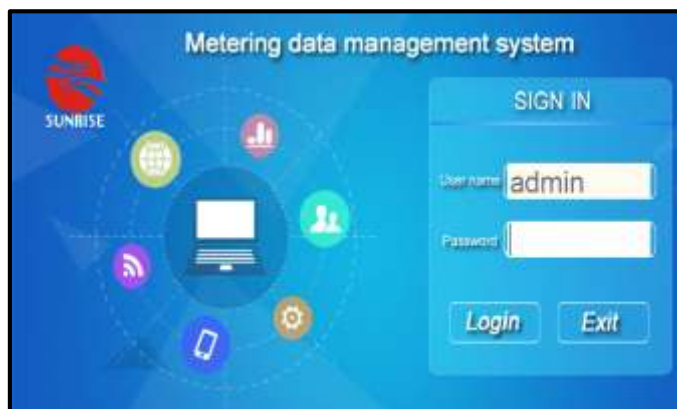 Metering data management system
SUNRISE
SIGN IN
User name admin
Password
Login Exit